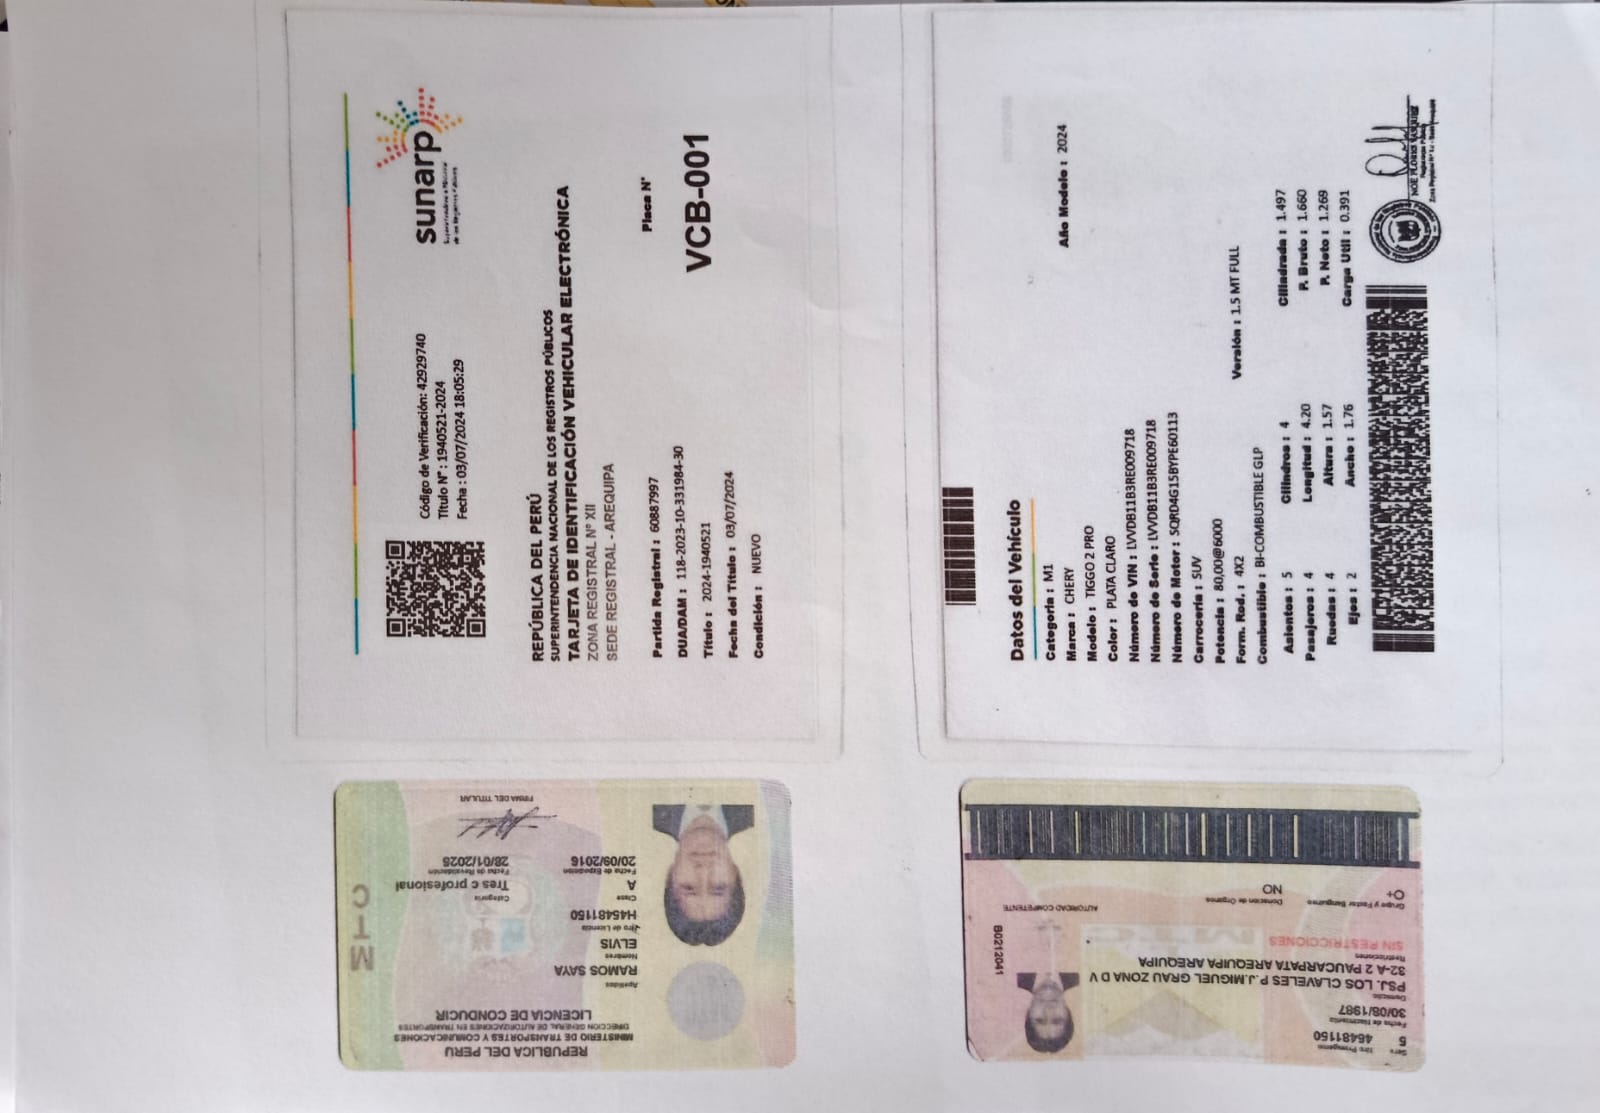 sunarp
Superintendencia Nacional
de los Registros Públicos
Código de Verificación: 42929740
Título N° : 1940521-2024
Fecha : 03/07/2024 18:05:29
REPÚBLICA DEL PERÚ
SUPERINTENDENCIA NACIONAL DE LOS REGISTROS PÚBLICOS
TARJETA DE IDENTIFICACIÓN VEHICULAR ELECTRÓNICA
ZONA REGISTRAL N° XII
SEDE REGISTRAL - AREQUIPA
Placa N°
VCB-001
Partida Registral : 60887997
DUA/DAM : 118-2023-10-331984-30
Título : 2024-1940521
Fecha del Título : 03/07/2024
Condición : NUEVO
Datos del Vehículo
Categoría : M1
Marca : CHERY
Año Modelo : 2024
Modelo : TIGGO 2 PRO
Color : PLATA CLARO
Número de VIN : LVVDB11B3RE009718
Número de Serie : LVVDB11B3RE009718
Número de Motor : SQRD4G15BYPE60113
Carrocería : SUV
Potencia : 80,00@6000
Form. Rod. : 4X2
Versión : 1.5 MT FULL
Combustible : BI-COMBUSTIBLE GLP
Asientos : 5 Cilindros : 4 Cilindrada : 1.497
Pasajeros : 4 Longitud : 4.20 P. Bruto : 1.660
Ruedas : 4 Altura : 1.57 P. Neto : 1.269
Ejes : 2 Ancho : 1.76 Carga Util : 0.391
REPUBLICA DEL PERU
MINISTERIO DE TRANSPORTES Y COMUNICACIONES
DIRECCION GENERAL DE AUTORIZACIONES EN TRANSPORTES
LICENCIA DE CONDUCIR
MTC
Apellidos
RAMOS SAYA
Nombres
ELVIS
Nro de Licencia
H45481150
Clase Categoria
A Tres c profesional
Fecha de Expedición Fecha de Revalidación
20/09/2016 28/01/2025
FIRMA DEL TITULAR
Serie Nro Prontuario
5 45481150
Fecha de Nacimiento
30/08/1987
Domicilio
PSJ. LOS CLAVELES P.J.MIGUEL GRAU ZONA D V
32-A 2 PAUCARPATA AREQUIPA AREQUIPA
Restricciones
SIN RESTRICCIONES
B0212041
Grupo y Factor Sanguineo Donacion de Organos
O+ NO
AUTORIDAD COMPETENTE